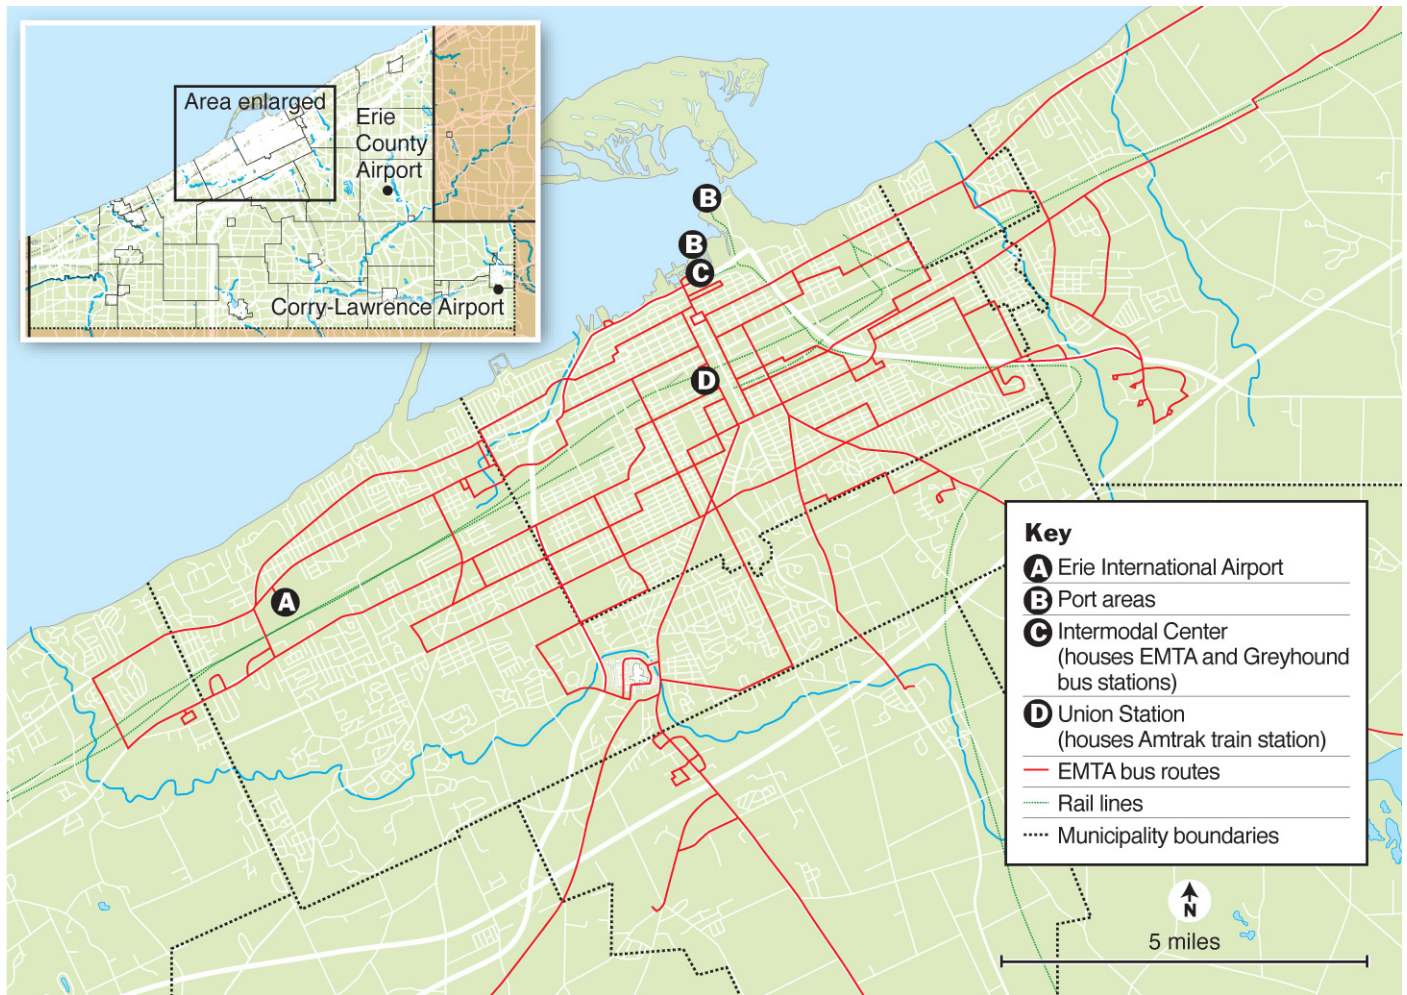 Area enlarged
Erie
County
Airport
Corry-Lawrence Airport
B
B
C
D
A
Key
A Erie International Airport
B Port areas
C Intermodal Center
(houses EMTA and Greyhound
bus stations)
D Union Station
(houses Amtrak train station)
EMTA bus routes
Rail lines
Municipality boundaries
N
5 miles